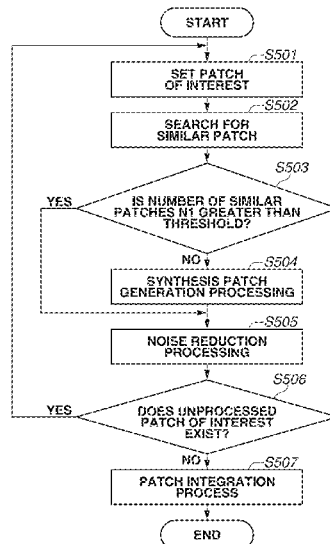 START
S501
SET PATCH
OF INTEREST
S502
SEARCH FOR
SIMILAR PATCH
S503
YES
IS NUMBER OF SIMILAR
PATCHES N1 GREATER THAN
THRESHOLD?
NO
S504
SYNTHESIS PATCH
GENERATION PROCESSING
S505
NOISE REDUCTION
PROCESSING
S506
YES
DOES UNPROCESSED
PATCH OF INTEREST
EXIST?
NO
S507
PATCH INTEGRATION
PROCESS
END